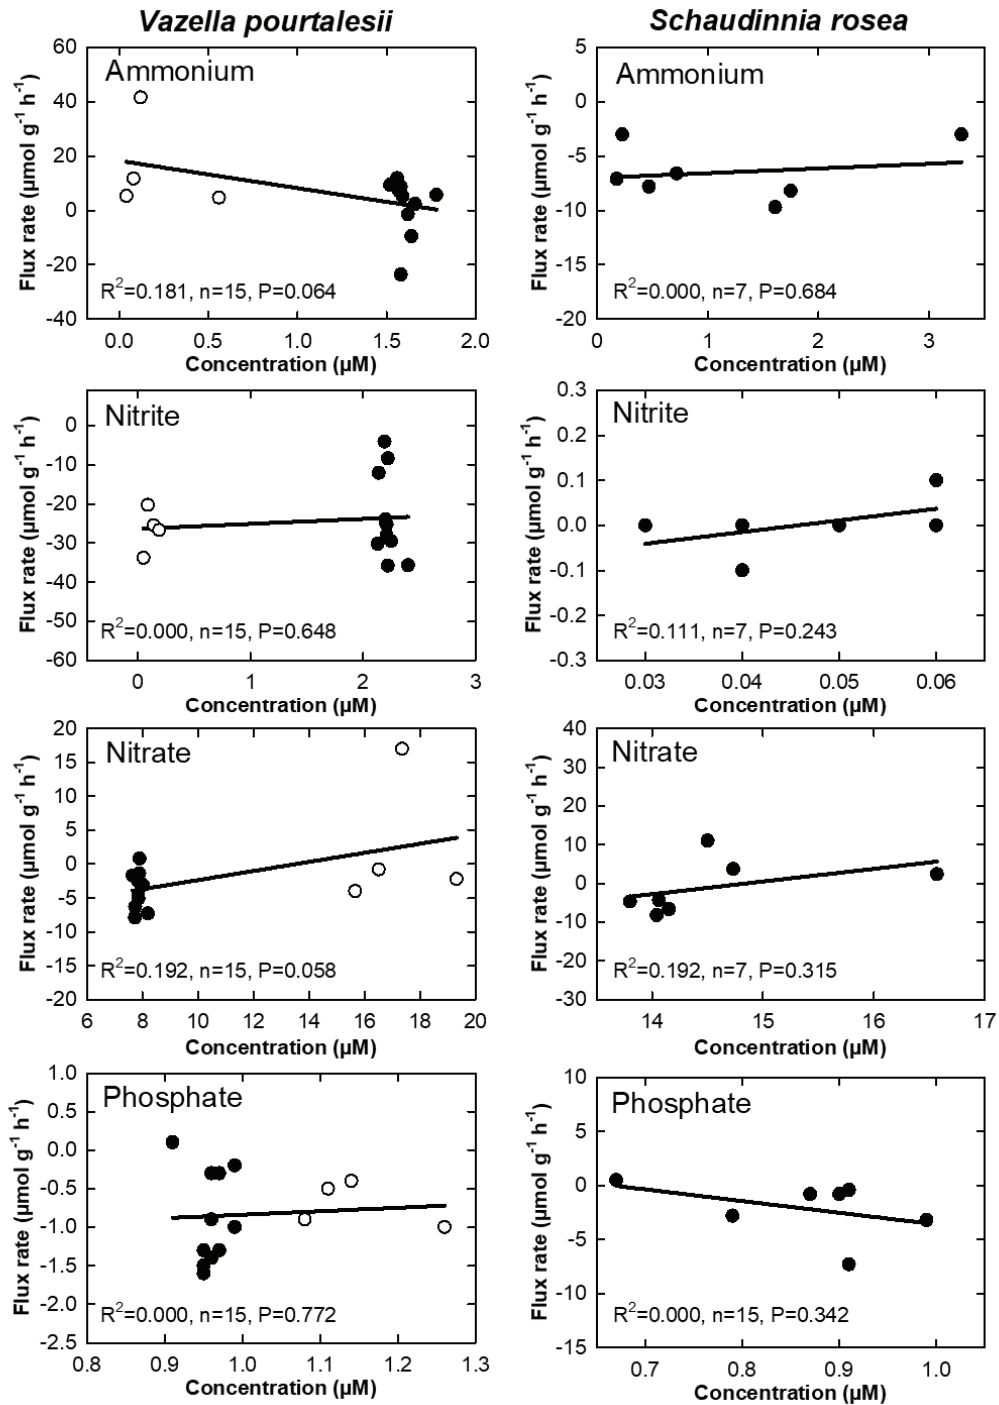 Vazella pourtalesii
Schaudinnia rosea
Ammonium
Flux rate (µmol g-1 h-1)
60
40
20
0
-20
-40
R2=0.181, n=15, P=0.064
0.0 0.5 1.0 1.5 2.0
Concentration (µM)
Ammonium
Flux rate (µmol g-1 h-1)
5
0
-5
-10
-15
-20
R2=0.000, n=7, P=0.684
0 1 2 3
Concentration (µM)
Nitrite
Flux rate (µmol g-1 h-1)
0
-10
-20
-30
-40
-50
-60
R2=0.000, n=15, P=0.648
0 1 2 3
Concentration (µM)
Nitrite
Flux rate (µmol g-1 h-1)
0.3
0.2
0.1
0.0
-0.1
-0.2
-0.3
R2=0.111, n=7, P=0.243
0.03 0.04 0.05 0.06
Concentration (µM)
Nitrate
Flux rate (µmol g-1 h-1)
20
15
10
5
0
-5
-10
-15
-20
R2=0.192, n=15, P=0.058
6 8 10 12 14 16 18 20
Concentration (µM)
Nitrate
Flux rate (µmol g-1 h-1)
40
30
20
10
0
-10
-20
-30
R2=0.192, n=7, P=0.315
14 15 16 17
Concentration (µM)
Phosphate
Flux rate (µmol g-1 h-1)
1.0
0.5
0.0
-0.5
-1.0
-1.5
-2.0
-2.5
R2=0.000, n=15, P=0.772
0.8 0.9 1.0 1.1 1.2 1.3
Concentration (µM)
Phosphate
Flux rate (µmol g-1 h-1)
10
5
0
-5
-10
-15
R2=0.000, n=15, P=0.342
0.7 0.8 0.9 1.0
Concentration (µM)